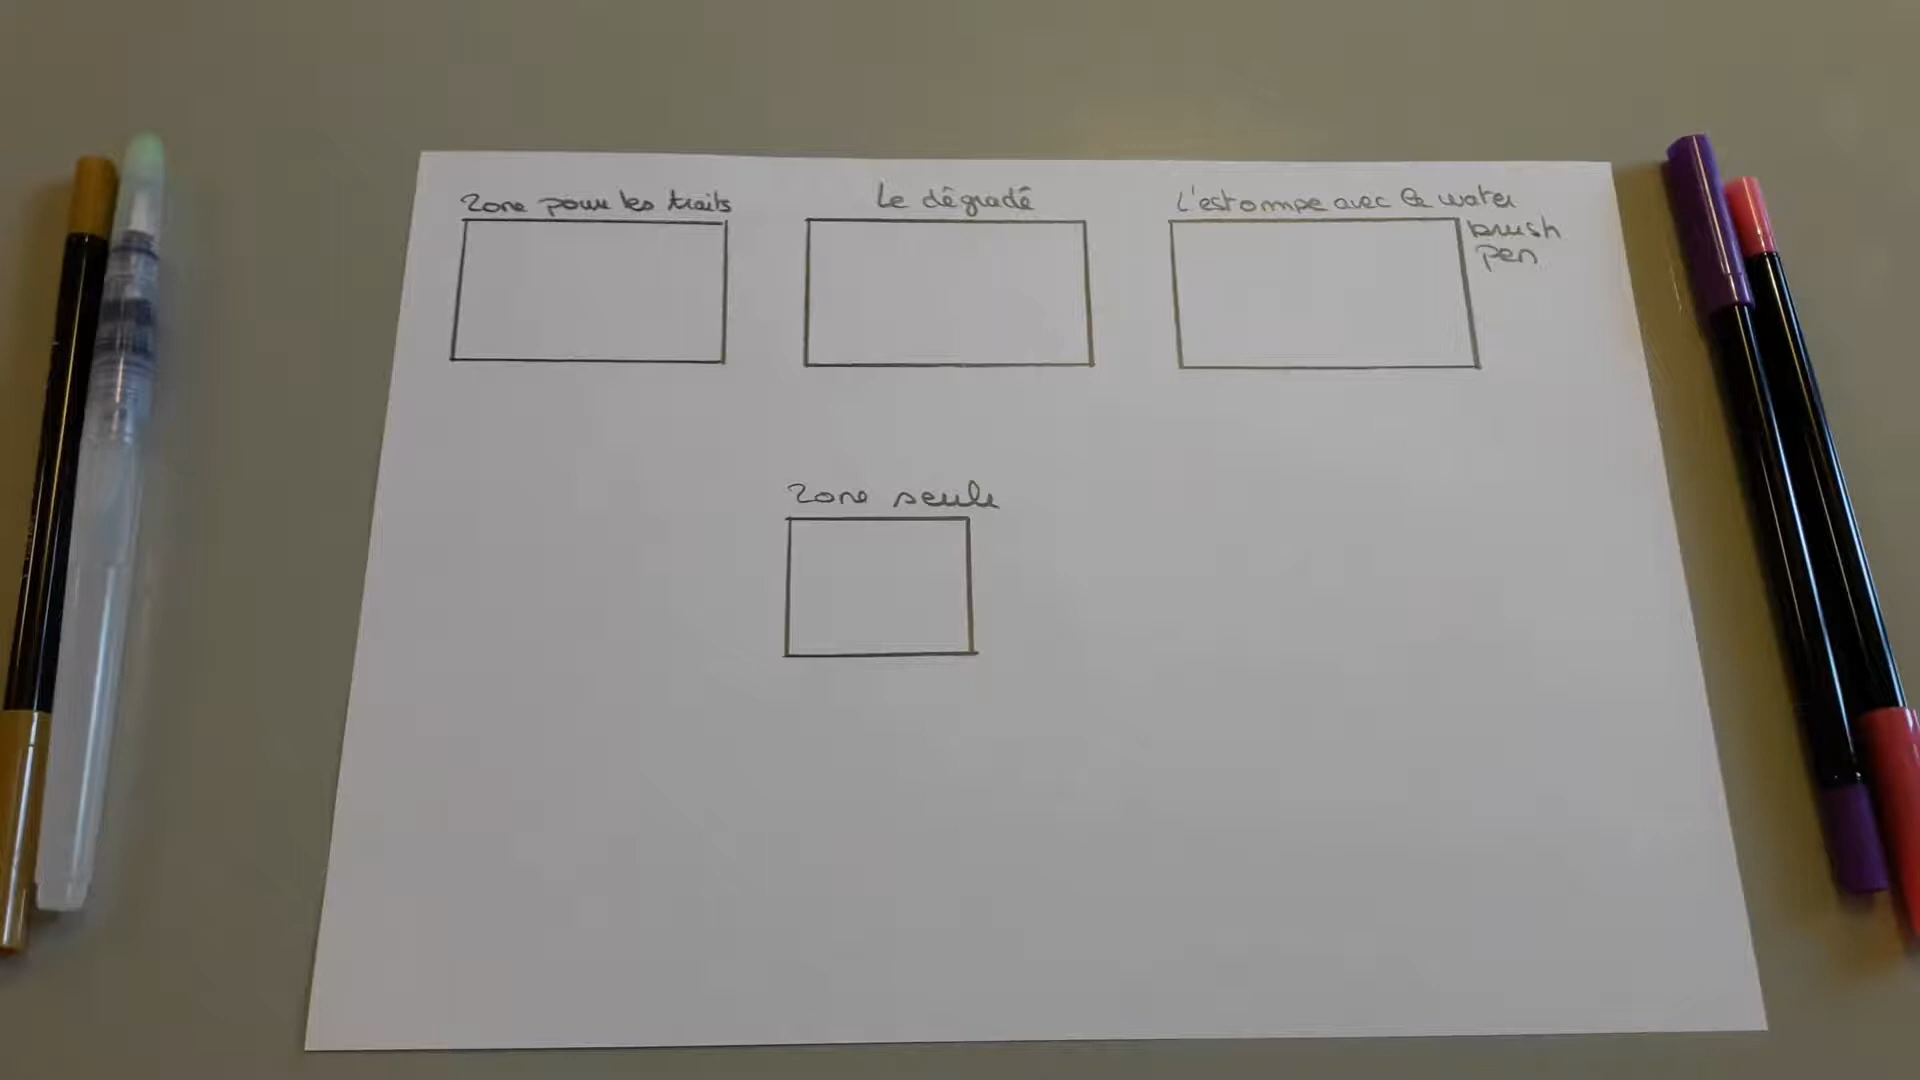 Zone pour les traits
Le dégradé
L'estompe avec le water
brush
pen
Zone seule